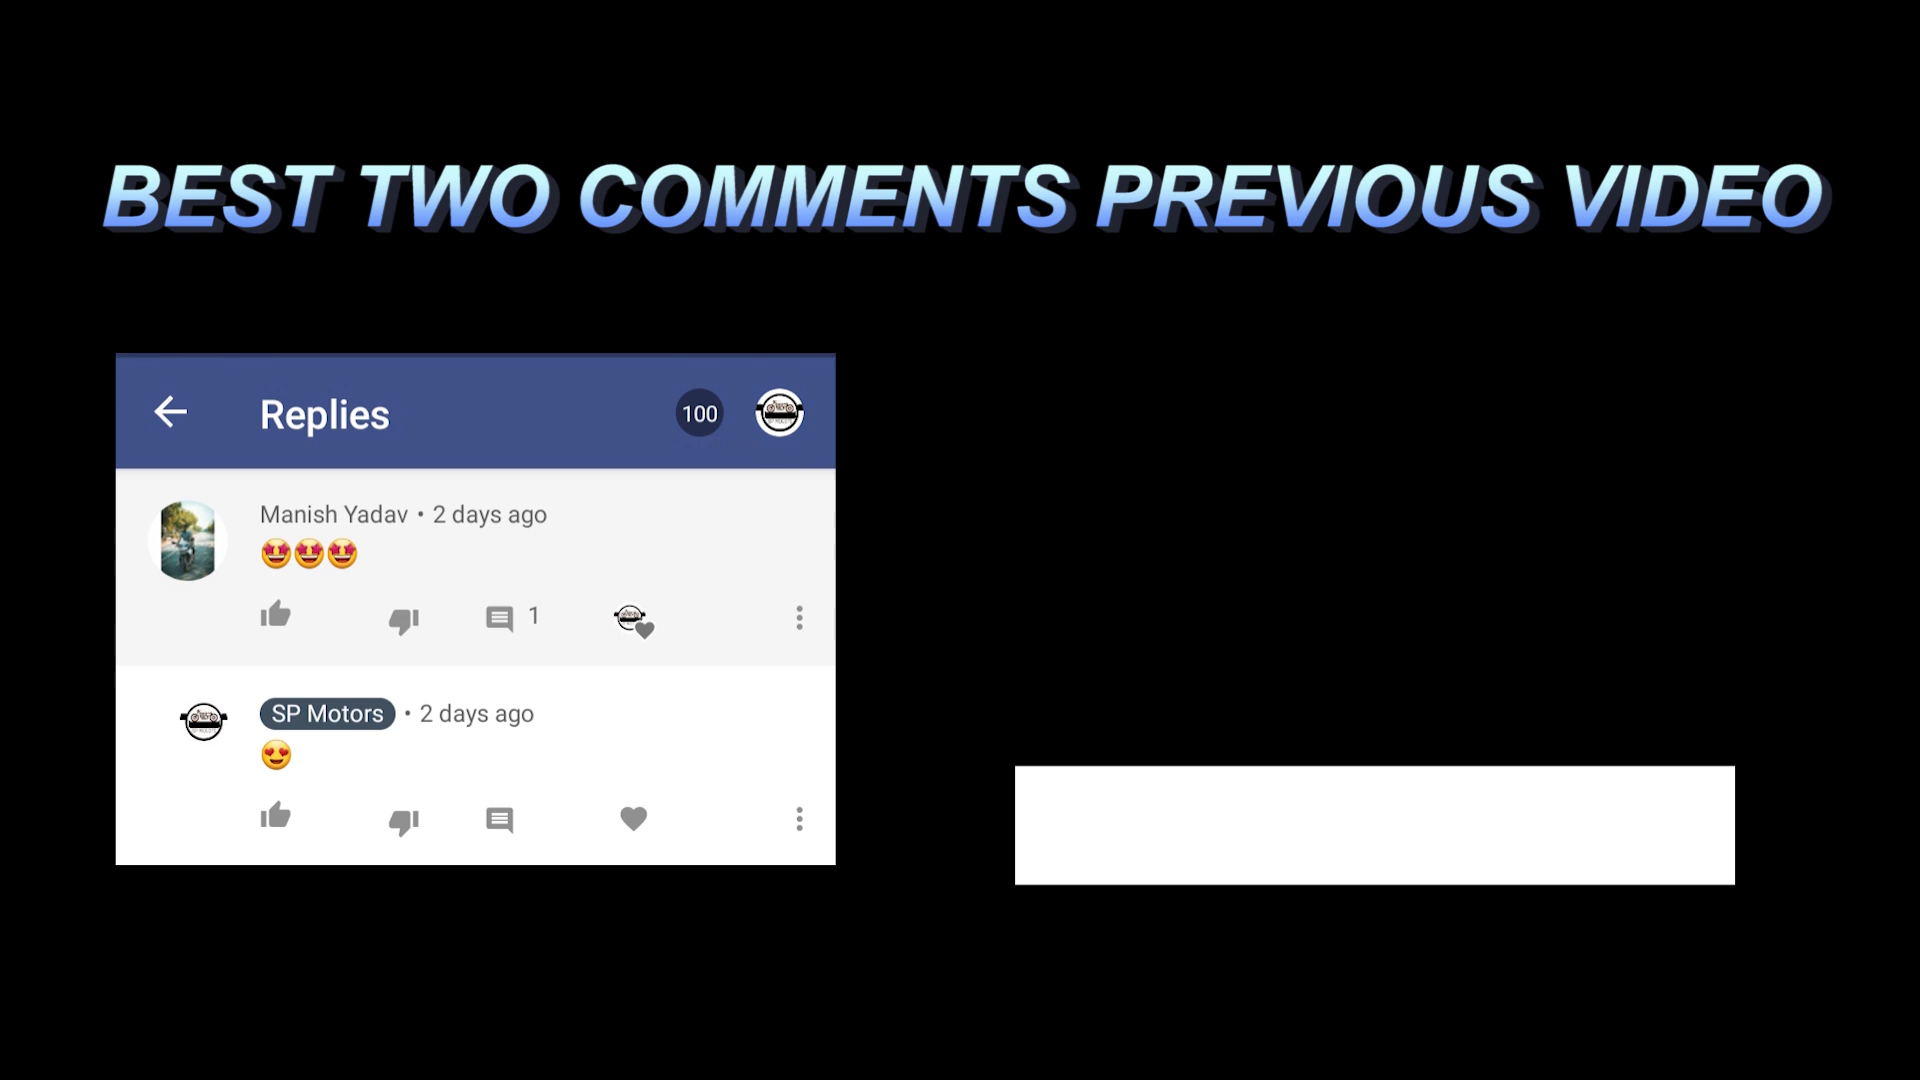 BEST TWO COMMENTS PREVIOUS VIDEO
Replies
100
Manish Yadav • 2 days ago
🤩🤩🤩
1
SP Motors • 2 days ago
😍